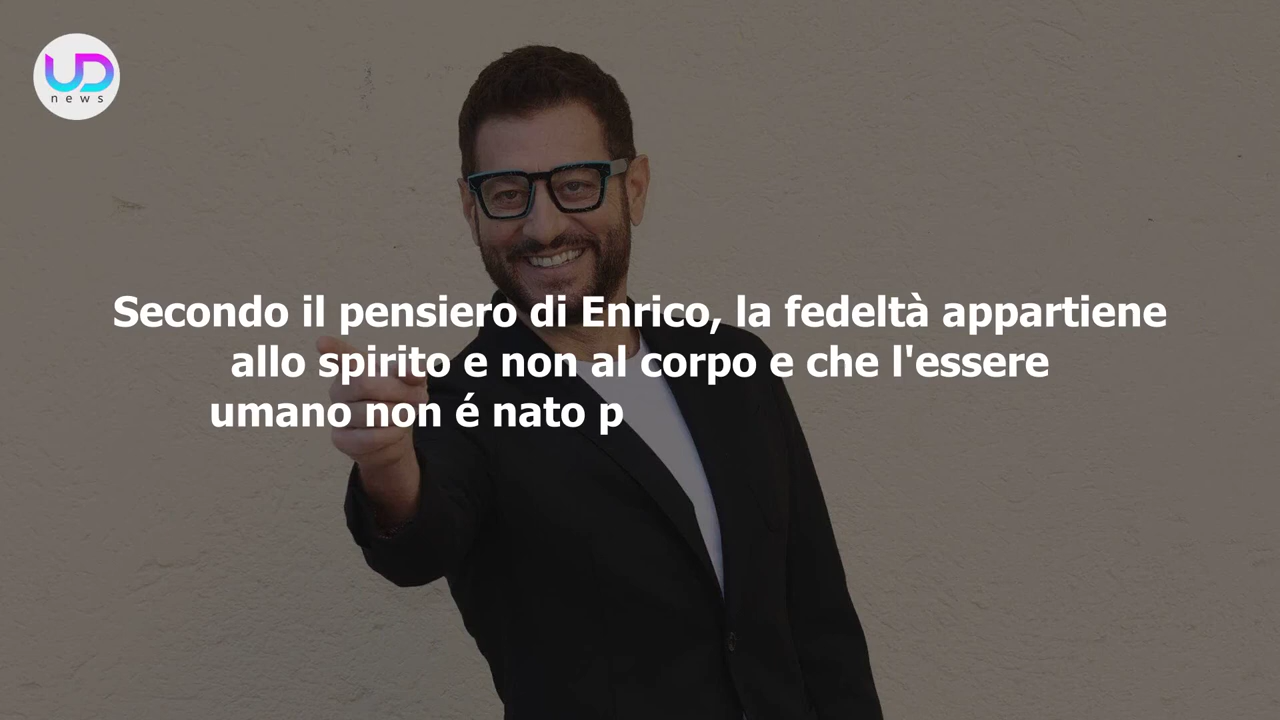 UD
news
Secondo il pensiero di Enrico, la fedeltà appartiene
allo spirito e non al corpo e che l'essere
umano non é nato p